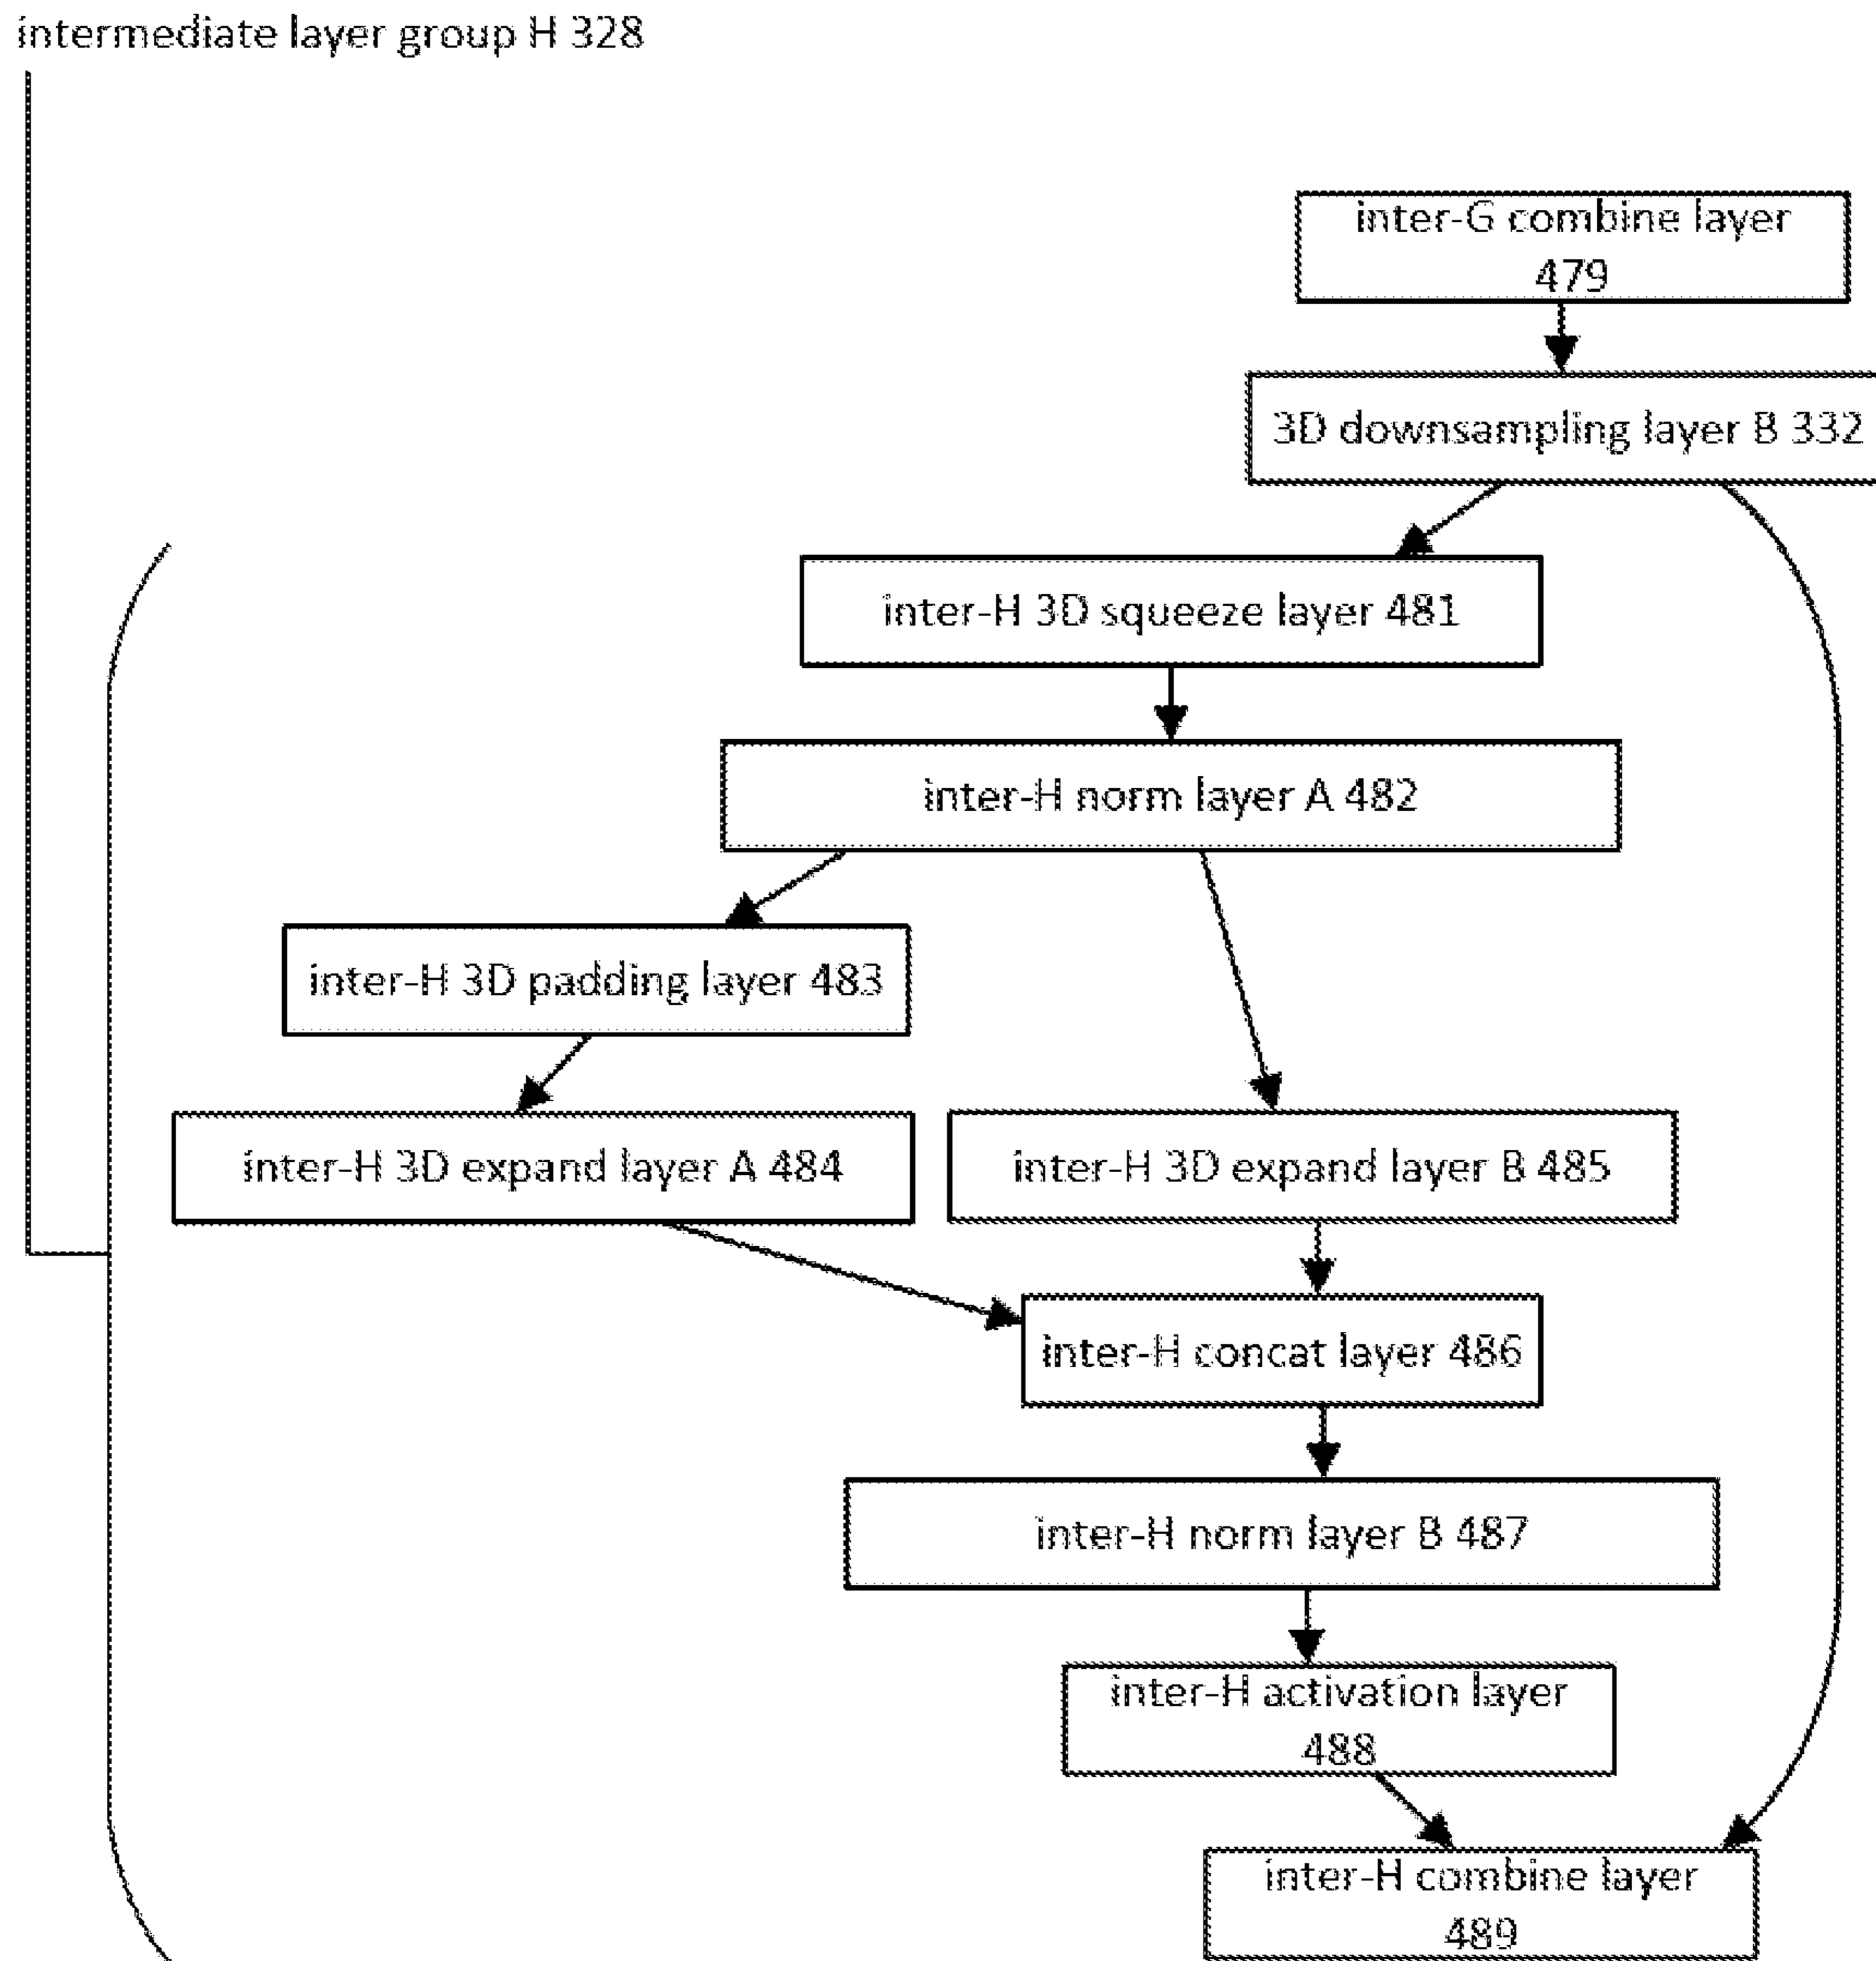 intermediate layer group H 328
inter-G combine layer
479
3D downsampling layer B 332
inter-H 3D squeeze layer 481
inter-H norm layer A 482
inter-H 3D padding layer 483
inter-H 3D expand layer A 484
inter-H 3D expand layer B 485
inter-H concat layer 486
inter-H norm layer B 487
inter-H activation layer
488
inter-H combine layer
489